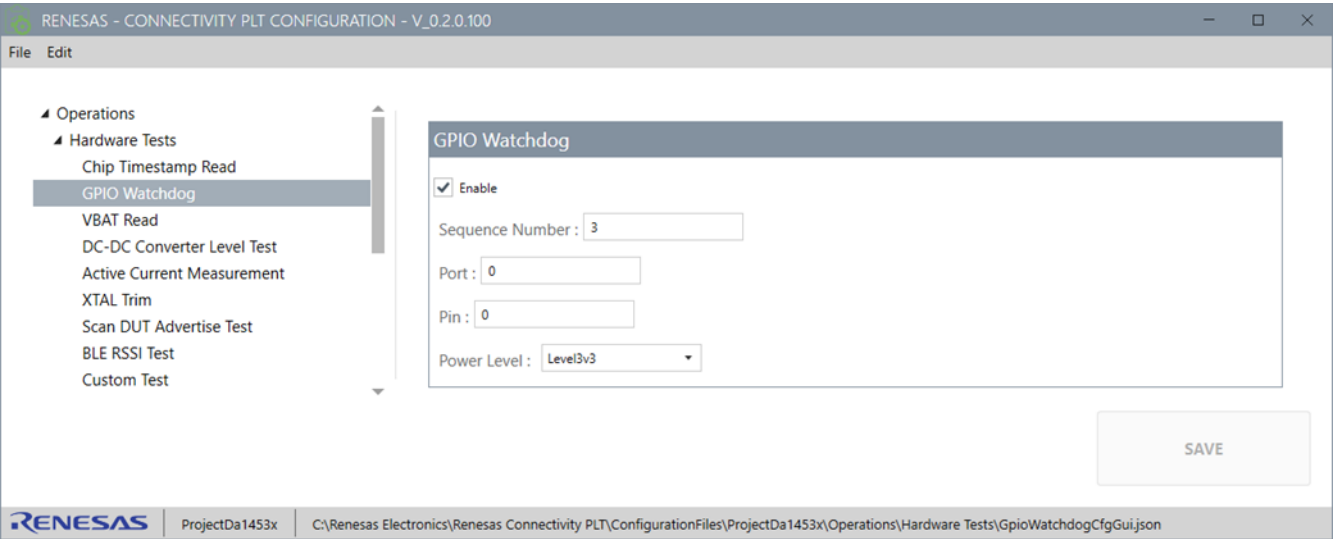 RENESAS - CONNECTIVITY PLT CONFIGURATION - V_0.2.0.100
File Edit
Operations
Hardware Tests
Chip Timestamp Read
GPIO Watchdog
VBAT Read
DC-DC Converter Level Test
Active Current Measurement
XTAL Trim
Scan DUT Advertise Test
BLE RSSI Test
Custom Test
GPIO Watchdog
Enable
Sequence Number : 3
Port : 0
Pin : 0
Power Level : Level3v3
SAVE
RENESAS ProjectDa1453x C:\Renesas Electronics\Renesas Connectivity PLT\ConfigurationFiles\ProjectDa1453x\Operations\Hardware Tests\GpioWatchdogCfgGui.json